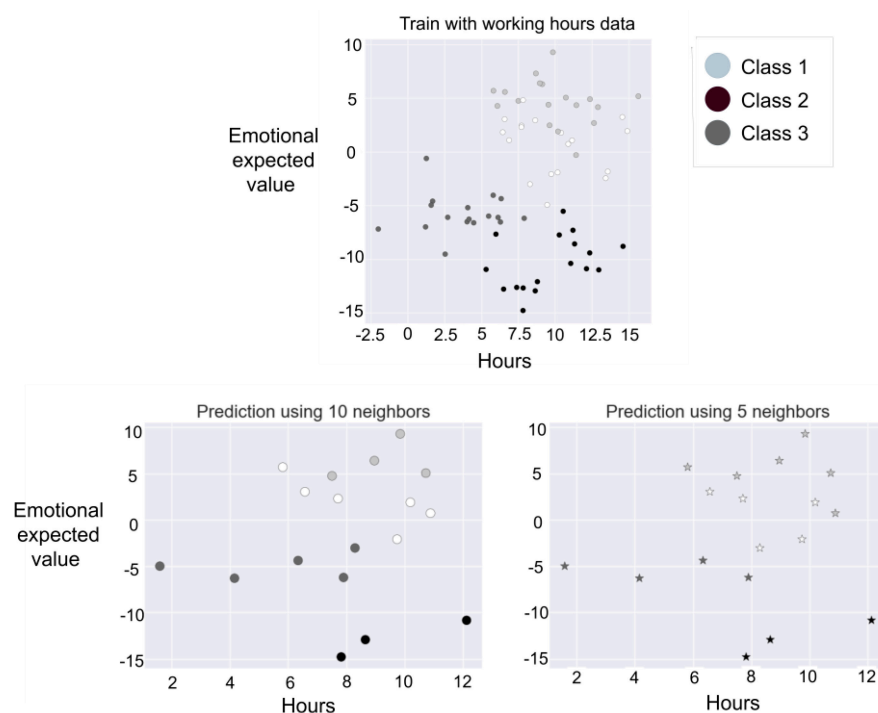 Train with working hours data
10
5
0
-5
-10
-15
Emotional
expected
value
-2.5 0 2.5 5 7.5 10 12.5 15
Hours
Class 1
Class 2
Class 3
Prediction using 10 neighbors
10
5
0
-5
-10
-15
Emotional
expected
value
2 4 6 8 10 12
Hours
Prediction using 5 neighbors
10
5
0
-5
-10
-15
2 4 6 8 10 12
Hours